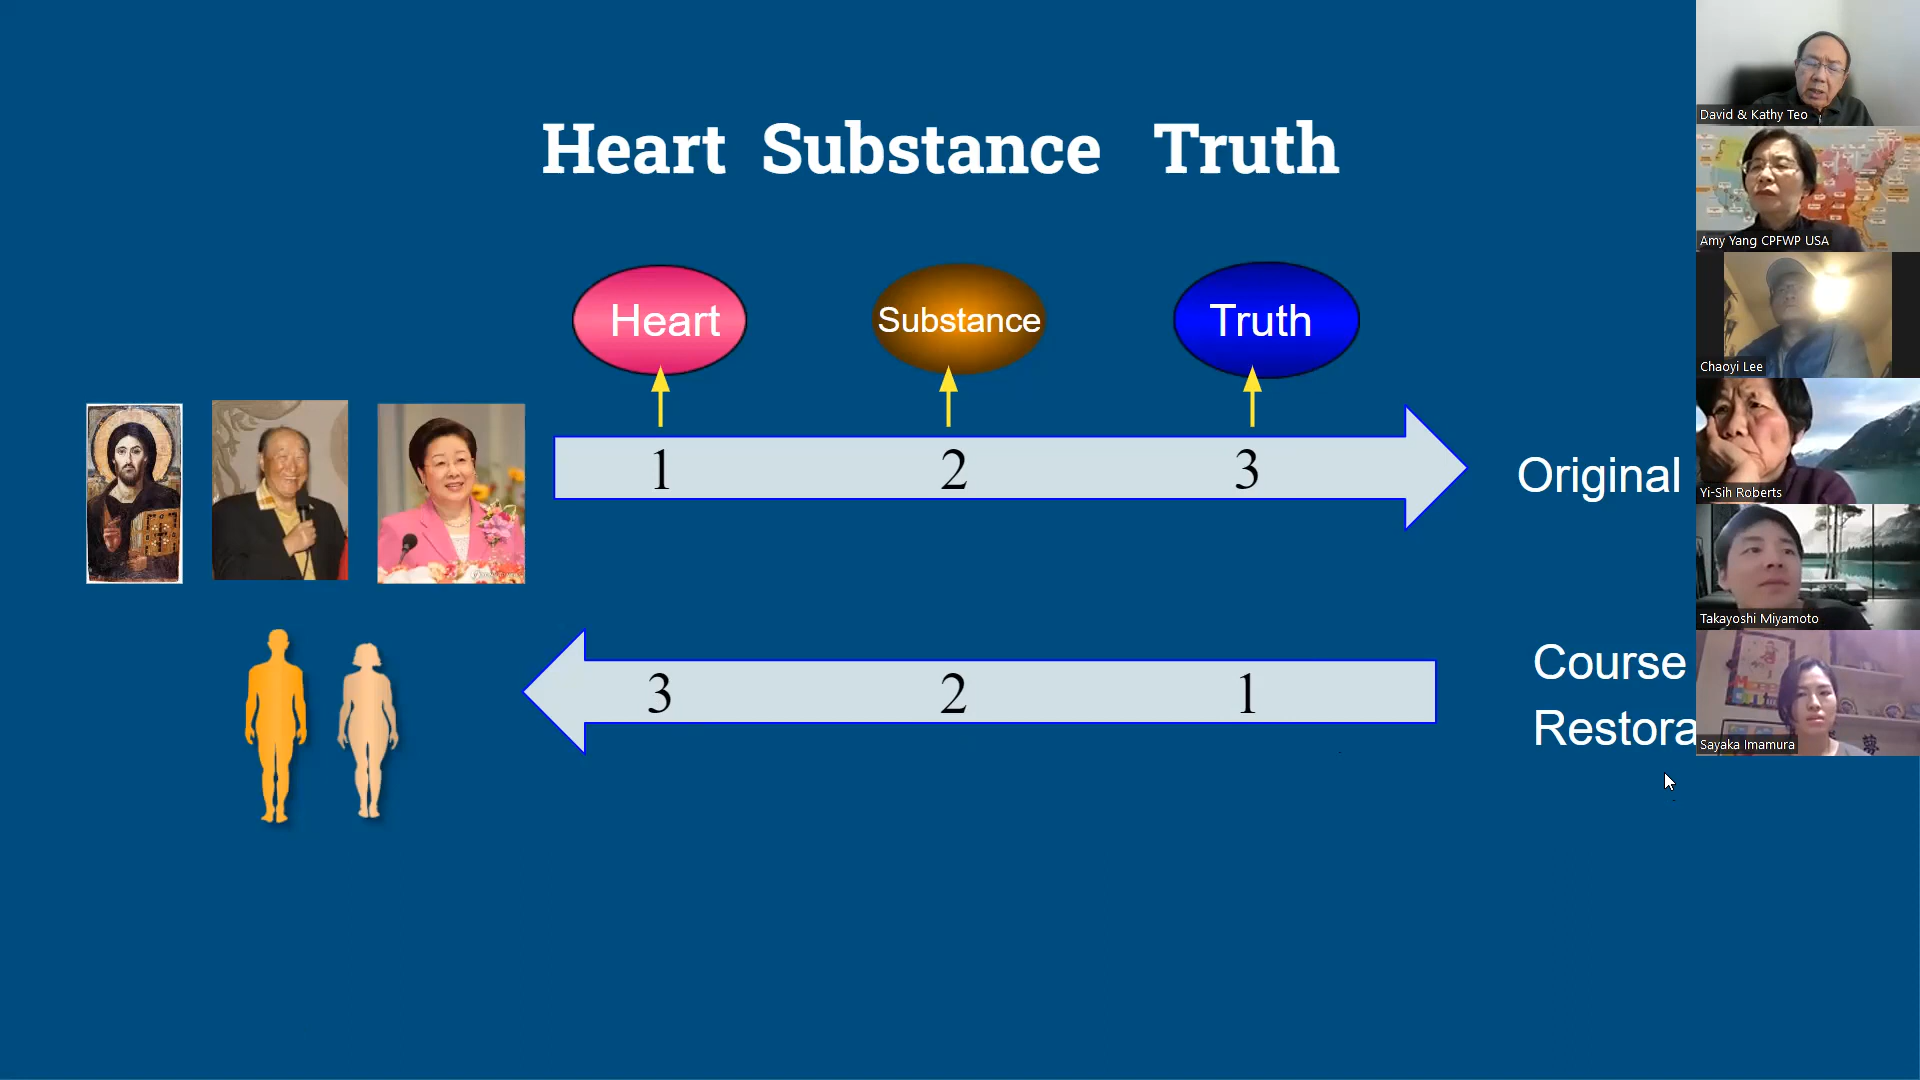 Heart Substance Truth
Heart
Substance
Truth
1 2 3
Original
3 2 1
Course
Restora
David & Kathy Teo
Amy Yang CPFWP USA
Chaoyi Lee
Yi-Sih Roberts
Takayoshi Miyamoto
Sayaka Imamura